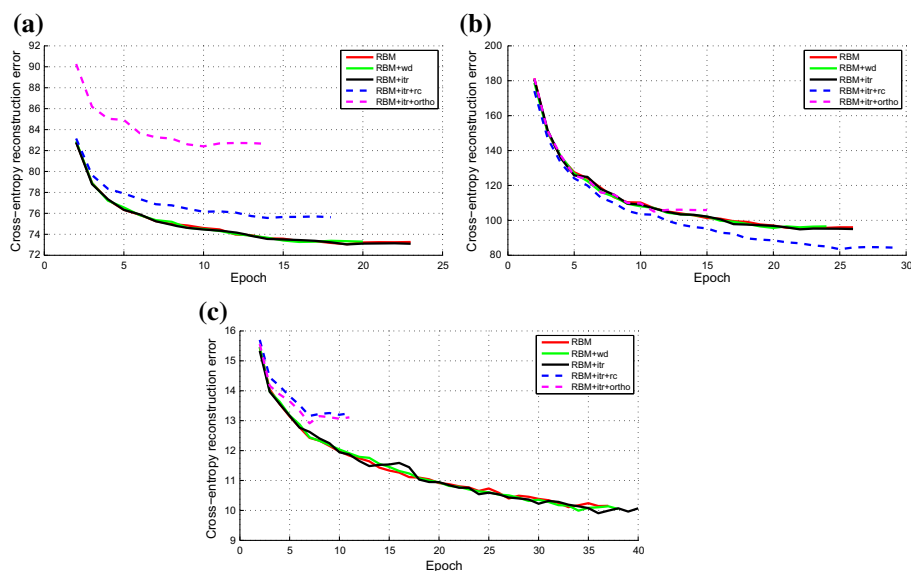 (a)
Cross−entropy reconstruction error
92
90
88
86
84
82
80
78
76
74
72
0 5 10 15 20 25
Epoch
RBM
RBM+wd
RBM+itr
RBM+itr+rc
RBM+itr+ortho
(b)
Cross−entropy reconstruction error
200
180
160
140
120
100
80
0 5 10 15 20 25 30
Epoch
RBM
RBM+wd
RBM+itr
RBM+itr+rc
RBM+itr+ortho
(c)
Cross−entropy reconstruction error
16
15
14
13
12
11
10
9
0 5 10 15 20 25 30 35 40
Epoch
RBM
RBM+wd
RBM+itr
RBM+itr+rc
RBM+itr+ortho